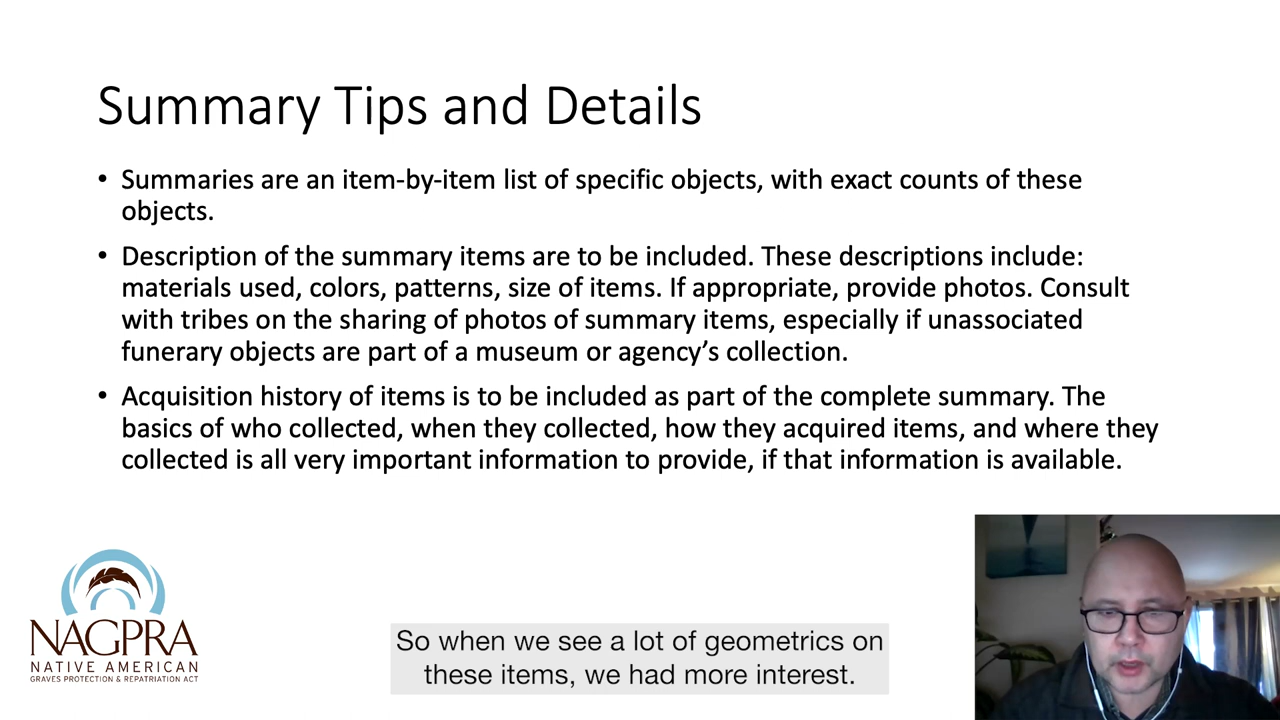 Summary Tips and Details
• Summaries are an item-by-item list of specific objects, with exact counts of these
objects.
• Description of the summary items are to be included. These descriptions include:
materials used, colors, patterns, size of items. If appropriate, provide photos. Consult
with tribes on the sharing of photos of summary items, especially if unassociated
funerary objects are part of a museum or agency’s collection.
• Acquisition history of items is to be included as part of the complete summary. The
basics of who collected, when they collected, how they acquired items, and where they
collected is all very important information to provide, if that information is available.
NAGPRA
NATIVE AMERICAN
GRAVES PROTECTION & REPATRIATION ACT
So when we see a lot of geometrics on
these items, we had more interest.